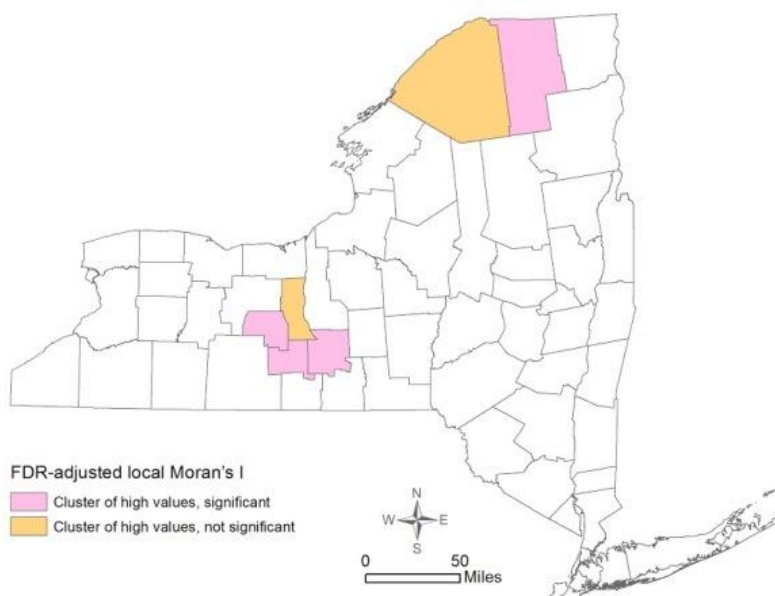 FDR-adjusted local Moran's I
Cluster of high values, significant
Cluster of high values, not significant
N
W E
S
0 50
Miles